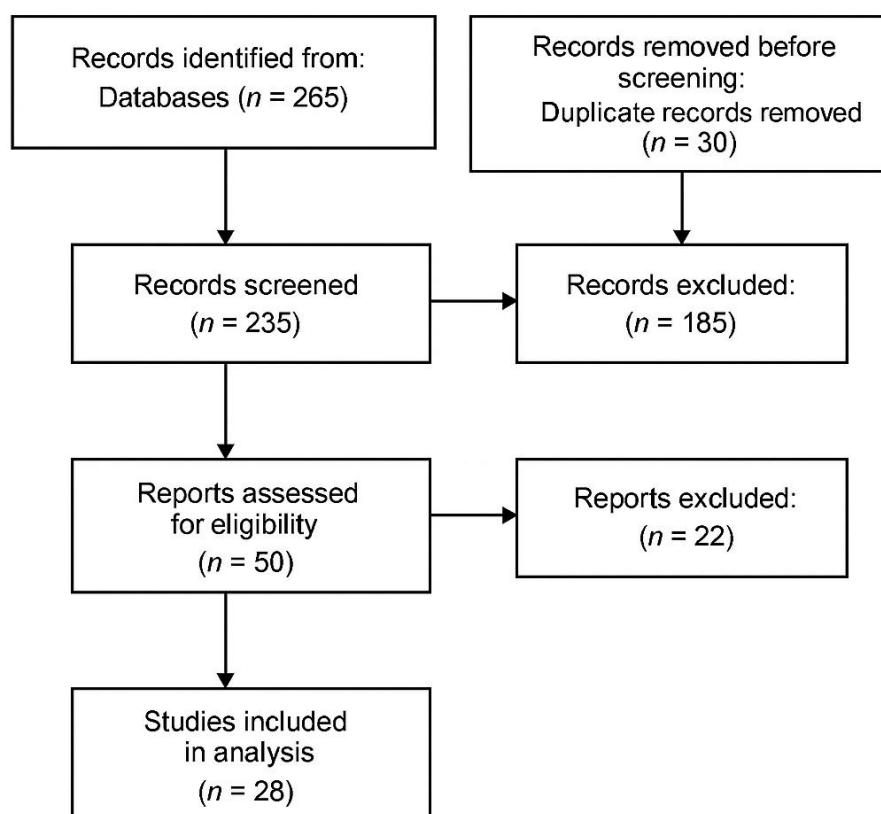 Records identified from:
Databases (n = 265)
Records removed before
screening:
Duplicate records removed
(n = 30)
Records screened
(n = 235)
Records excluded:
(n = 185)
Reports assessed
for eligibility
(n = 50)
Reports excluded:
(n = 22)
Studies included
in analysis
(n = 28)